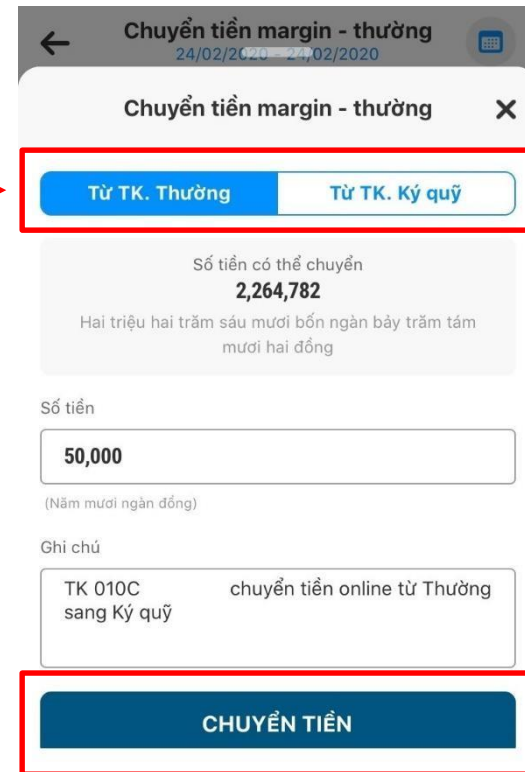 Chuyển tiền margin - thường
24/02/2020 - 24/02/2020
Chuyển tiền margin - thường
Từ TK. Thường
Từ TK. Ký quỹ
Số tiền có thể chuyển
2,264,782
Hai triệu hai trăm sáu mươi bốn ngàn bảy trăm tám
mươi hai đồng
Số tiền
50,000
(Năm mươi ngàn đồng)
Ghi chú
TK 010C chuyển tiền online từ Thường
sang Ký quỹ
CHUYỂN TIỀN